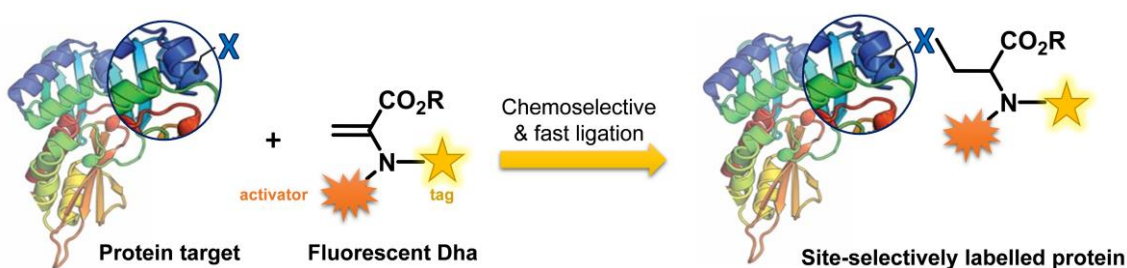 X
CO₂R
+
N
activator
tag
Protein target
Fluorescent Dha
Chemoselective
& fast ligation
X
CO₂R
N
Site-selectively labelled protein